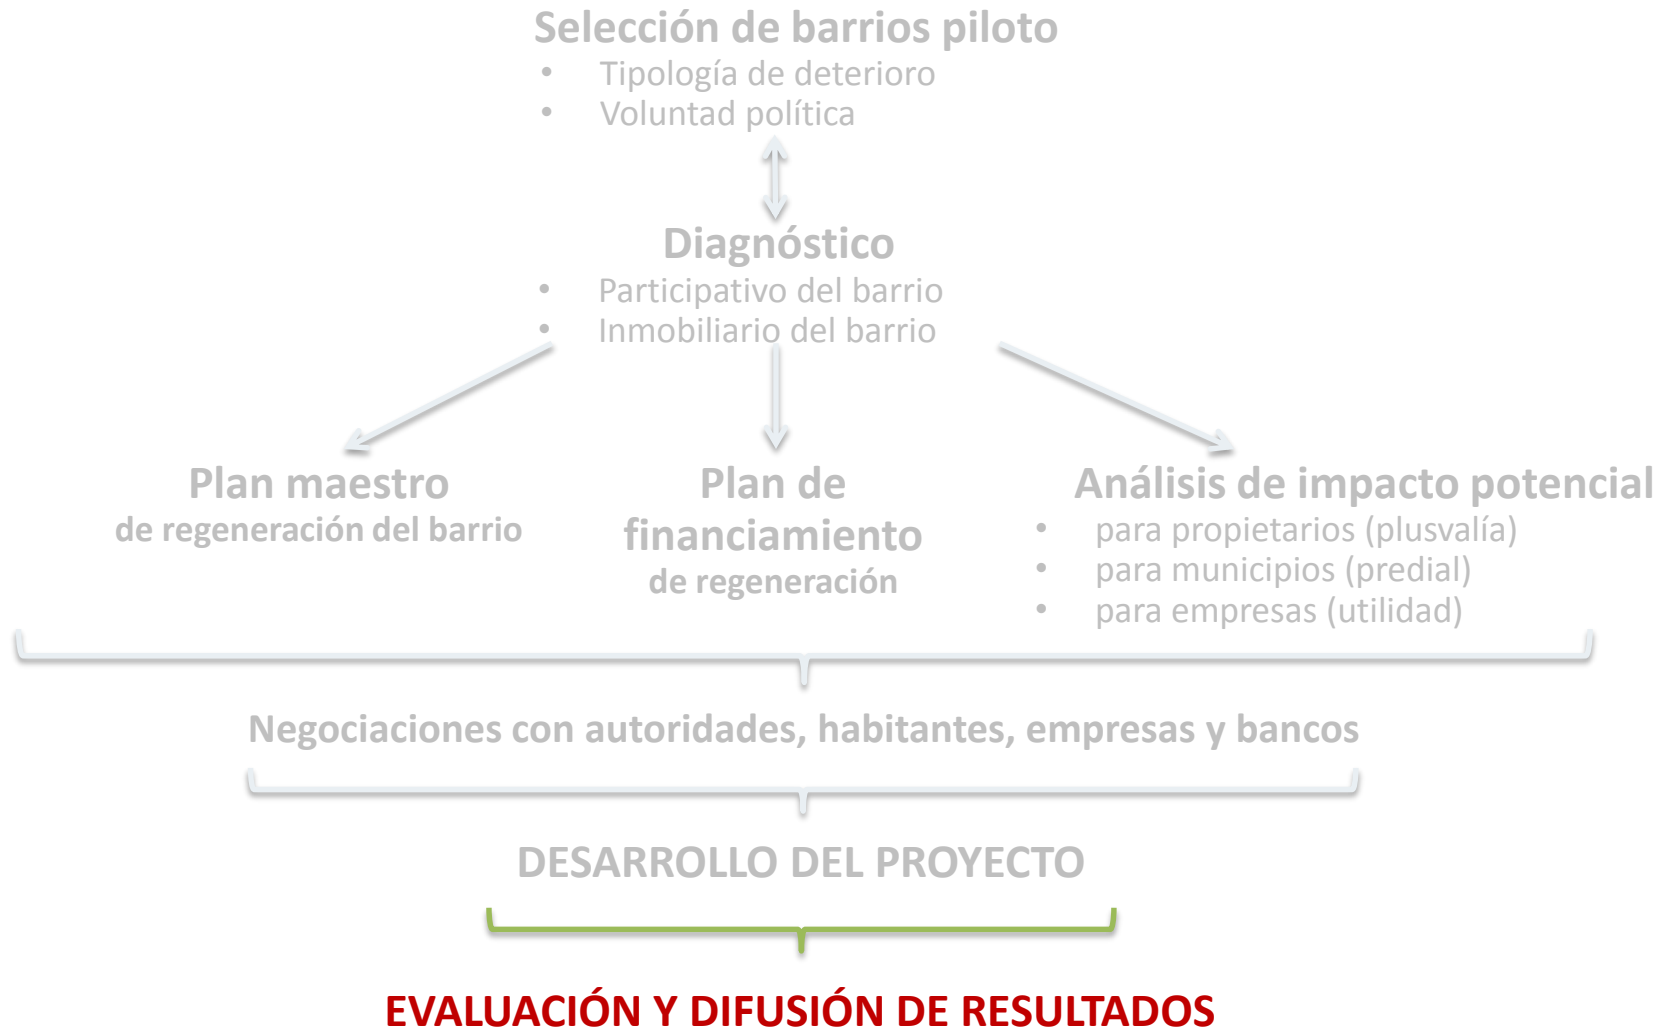 Selección de barrios piloto
• Tipología de deterioro
• Voluntad política
Diagnóstico
• Participativo del barrio
• Inmobiliario del barrio
Plan maestro
de regeneración del barrio
Plan de
financiamiento
de regeneración
Análisis de impacto potencial
• para propietarios (plusvalía)
• para municipios (predial)
• para empresas (utilidad)
Negociaciones con autoridades, habitantes, empresas y bancos
DESARROLLO DEL PROYECTO
EVALUACIÓN Y DIFUSIÓN DE RESULTADOS